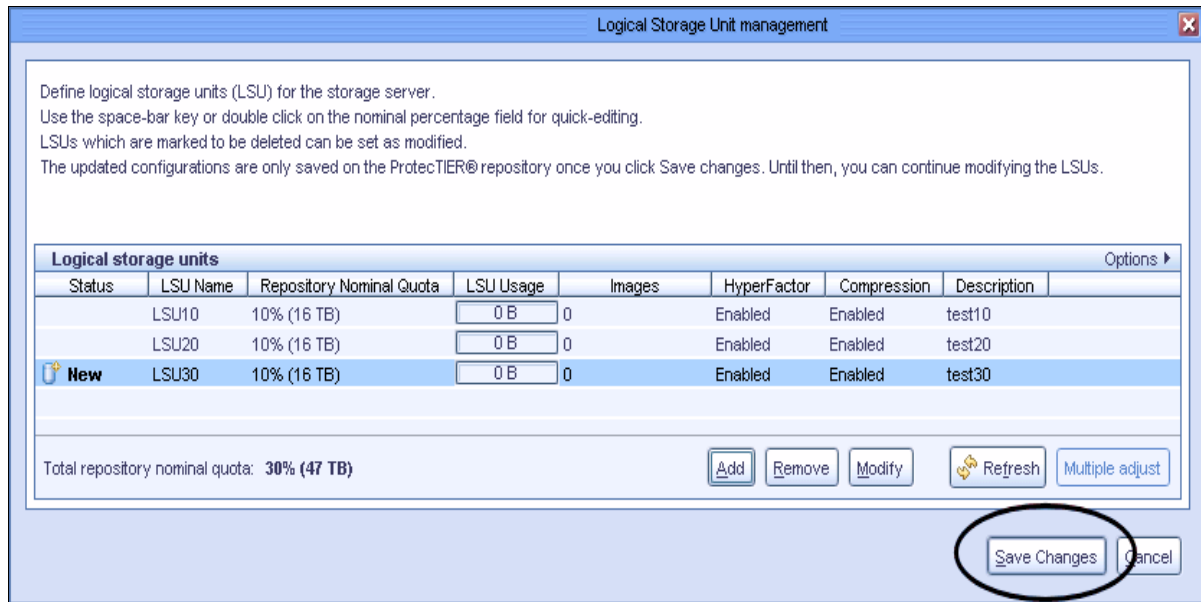 Logical Storage Unit management
Define logical storage units (LSU) for the storage server.
Use the space-bar key or double click on the nominal percentage field for quick-editing.
LSUs which are marked to be deleted can be set as modified.
The updated configurations are only saved on the ProtecTIER® repository once you click Save changes. Until then, you can continue modifying the LSUs.
Logical storage units Options
Status LSU Name Repository Nominal Quota LSU Usage Images HyperFactor Compression Description
LSU10 10% (16 TB) 0 B 0 Enabled Enabled test10
LSU20 10% (16 TB) 0 B 0 Enabled Enabled test20
New LSU30 10% (16 TB) 0 B 0 Enabled Enabled test30
Total repository nominal quota: 30% (47 TB) Add Remove Modify Refresh Multiple adjust
Save Changes Cancel